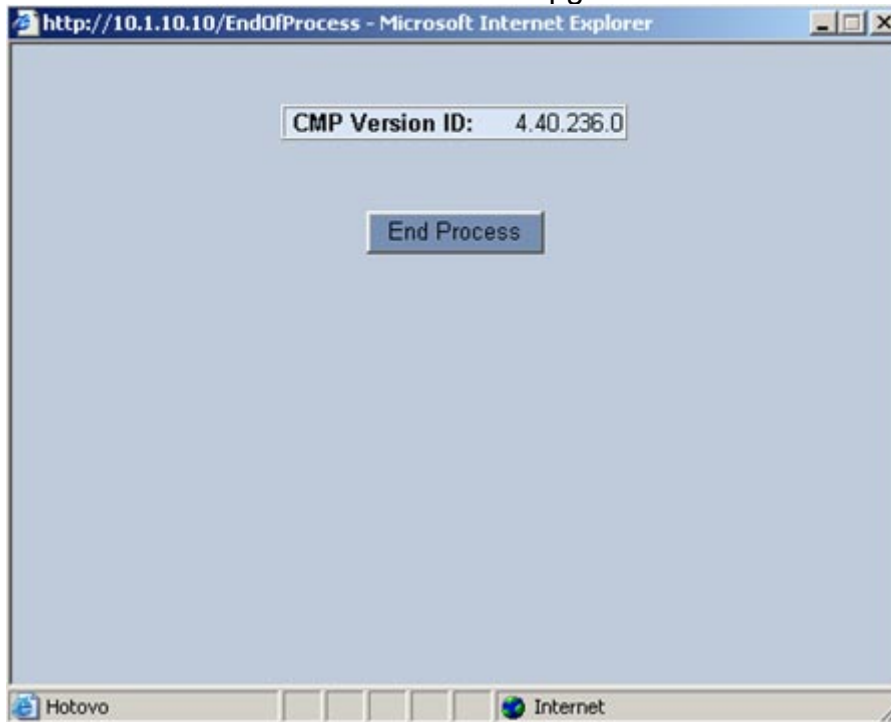 http://10.1.10.10/EndOfProcess - Microsoft Internet Explorer
CMP Version ID: 4.40.236.0
End Process
Hotovo Internet